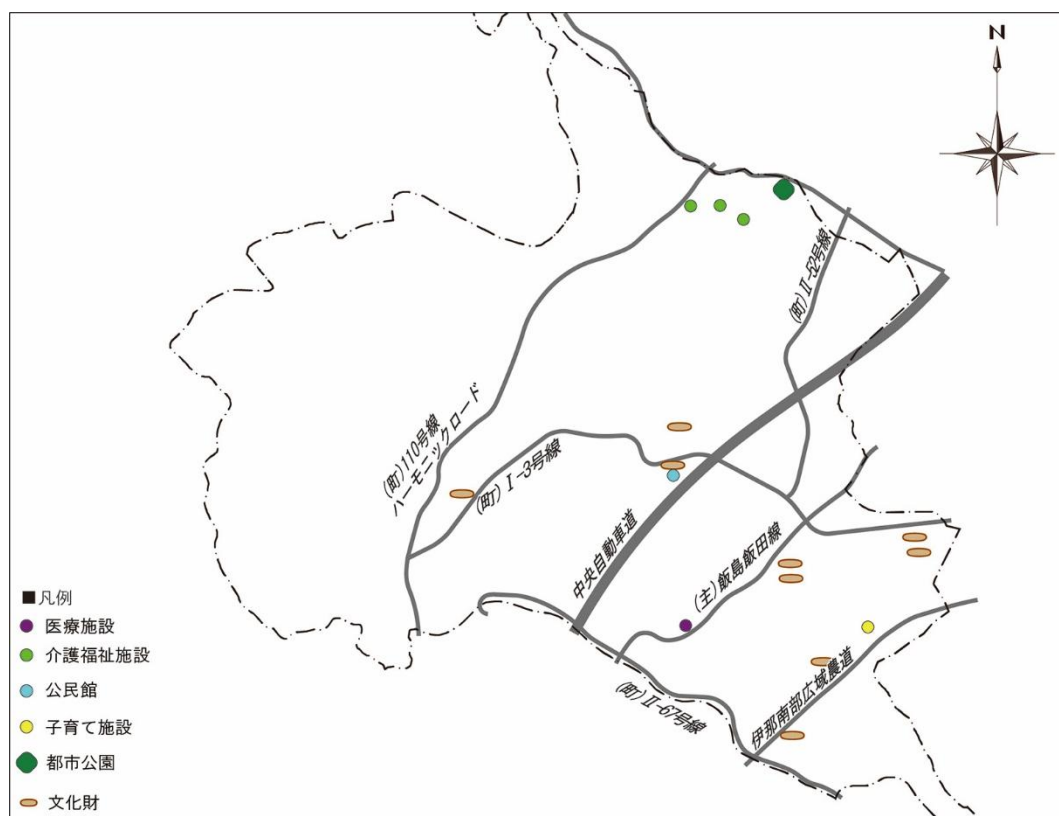 N
(町)Ⅱ-52号線
(町)110号線
ハーモニックロード
(町)Ⅰ-3号線
中央自動車道
(主)飯島飯田線
(町)Ⅱ-67号線
伊那南部広域農道
■凡例
医療施設
介護福祉施設
公民館
子育て施設
都市公園
文化財